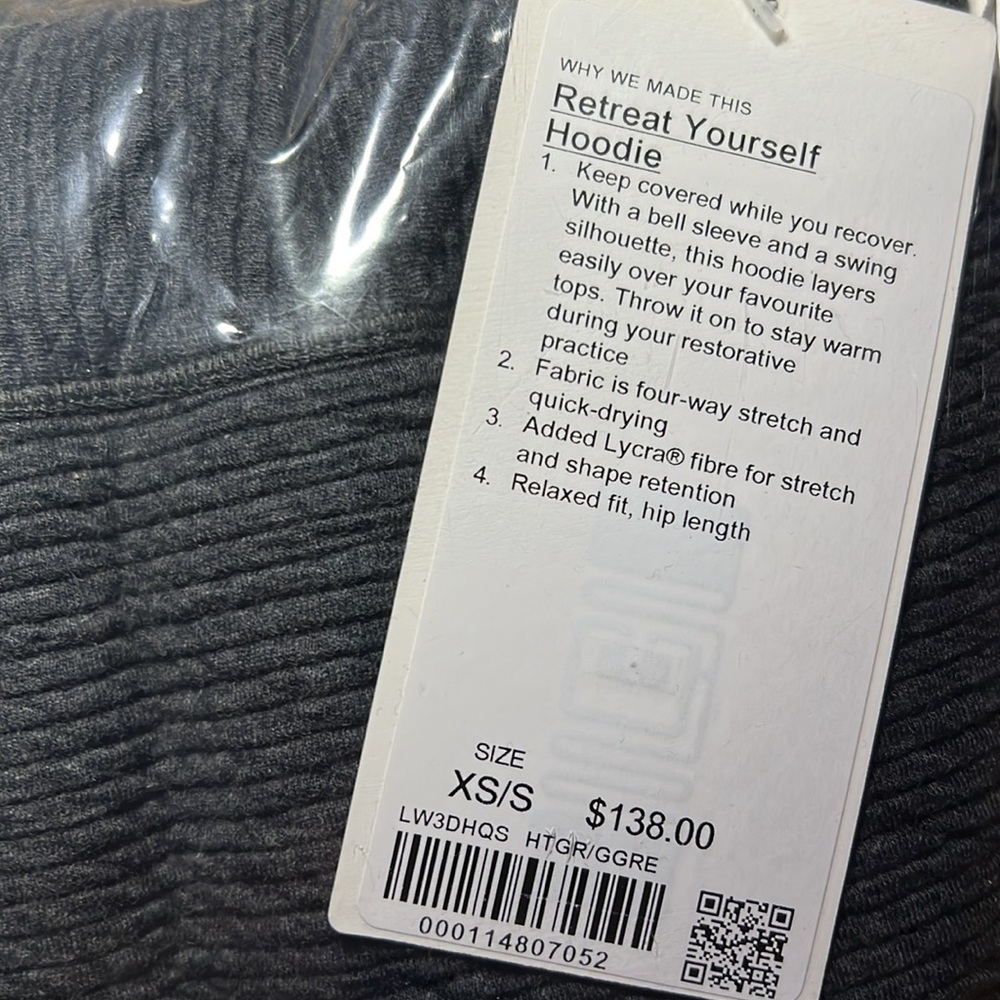 WHY WE MADE THIS
Retreat Yourself
Hoodie
1. Keep covered while you recover.
With a bell sleeve and a swing
silhouette, this hoodie layers
easily over your favourite
tops. Throw it on to stay warm
during your restorative
practice
2. Fabric is four-way stretch and
quick-drying
3. Added Lycra® fibre for stretch
and shape retention
4. Relaxed fit, hip length
SIZE
XS/S $138.00
LW3DHQS HTGR/GGRE
000114807052